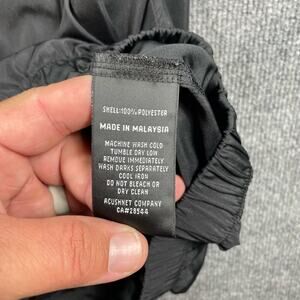 SHELL:100% POLYESTER
MADE IN MALAYSIA
MACHINE WASH COLD
TUMBLE DRY LOW
REMOVE IMMEDIATELY
WASH DARKS SEPARATELY
COOL IRON
DO NOT BLEACH OR
DRY CLEAN
ACUSHNET COMPANY
CA#28544